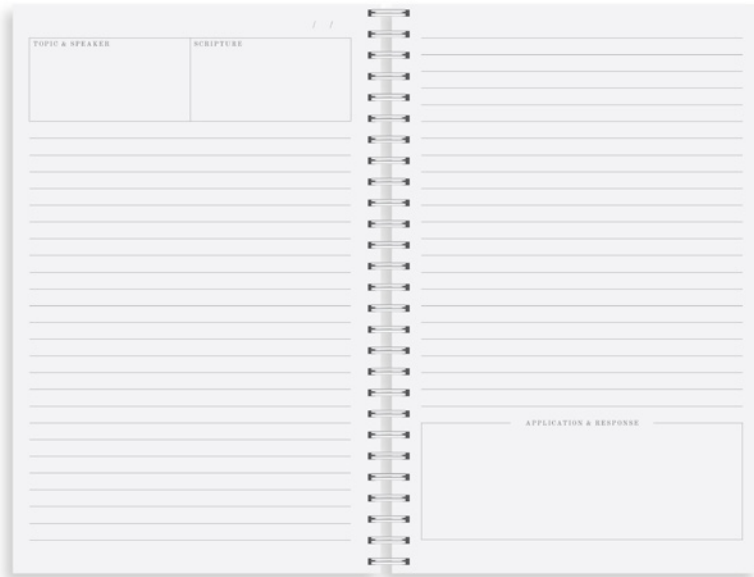 / /
TOPIC & SPEAKER
SCRIPTURE
APPLICATION & RESPONSE